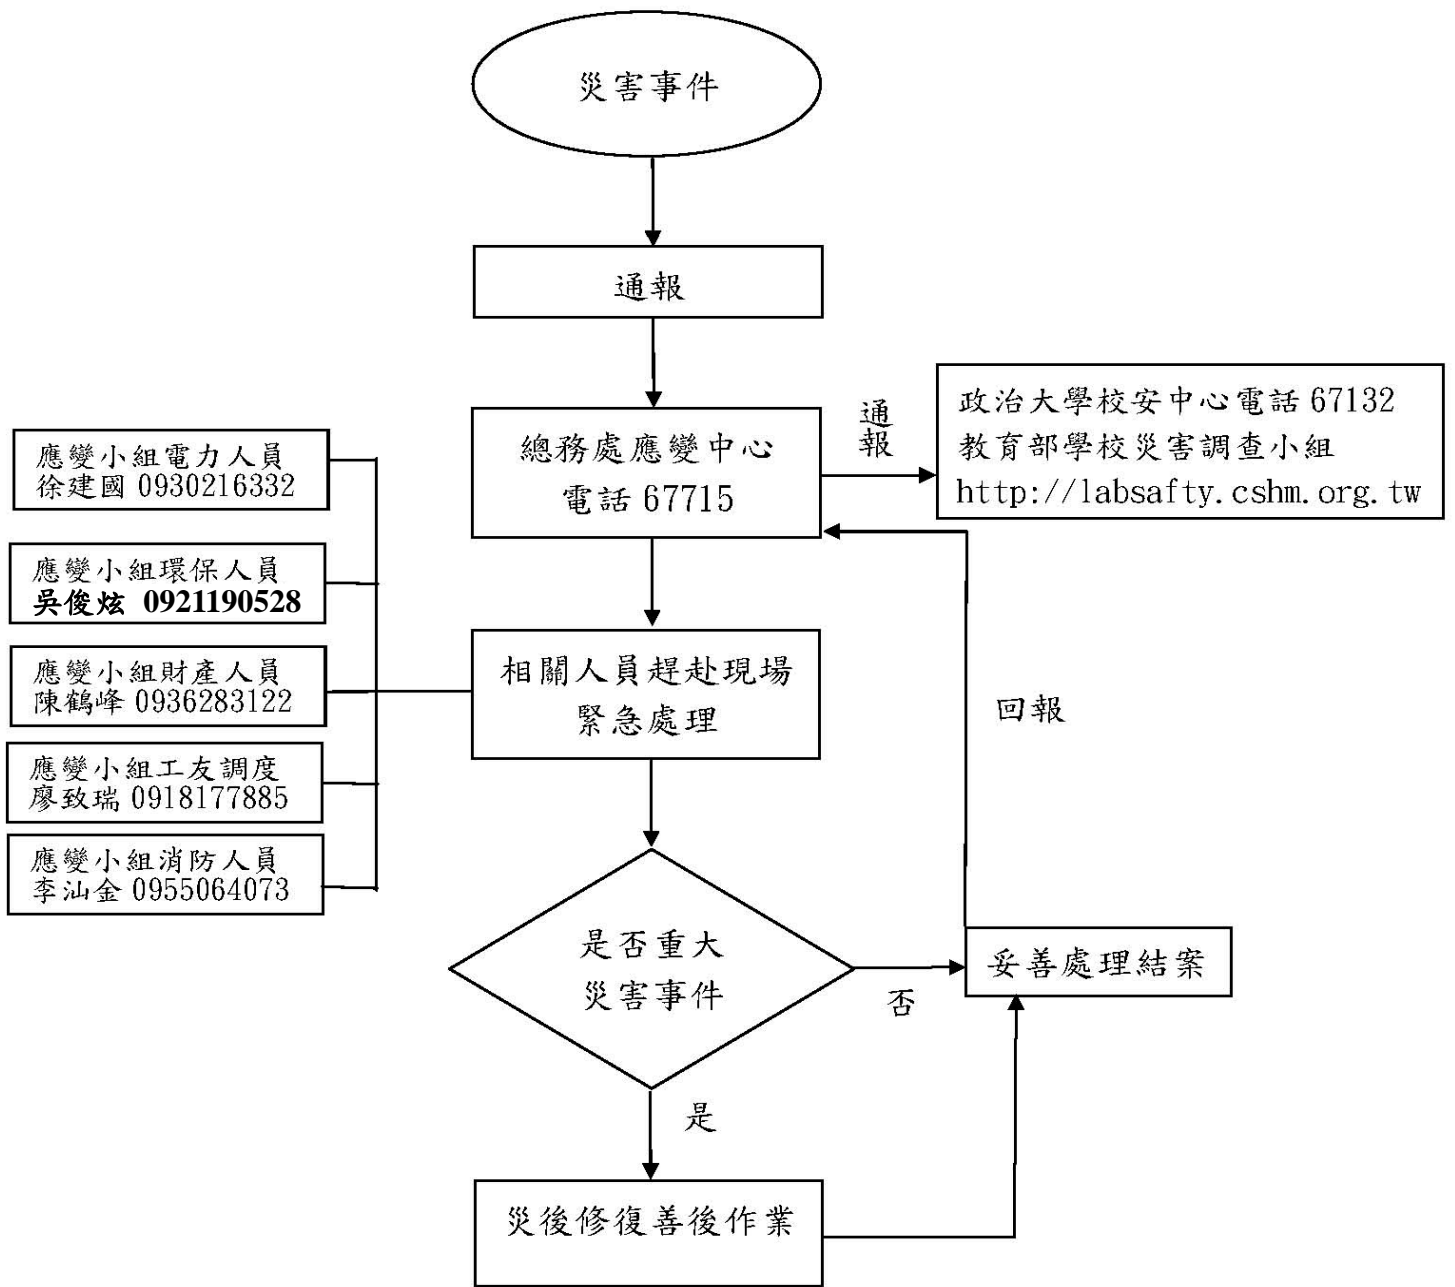 災害事件
通報
總務處應變中心
電話 67715
通報
政治大學校安中心電話 67132
教育部學校災害調查小組
http://labsafty.cshm.org.tw
應變小組電力人員
徐建國 0930216332
應變小組環保人員
吳俊炫 0921190528
應變小組財產人員
陳鶴峰 0936283122
應變小組工友調度
廖致瑞 0918177885
應變小組消防人員
李汕金 0955064073
相關人員趕赴現場
緊急處理
回報
是否重大
災害事件
否
妥善處理結案
是
災後修復善後作業